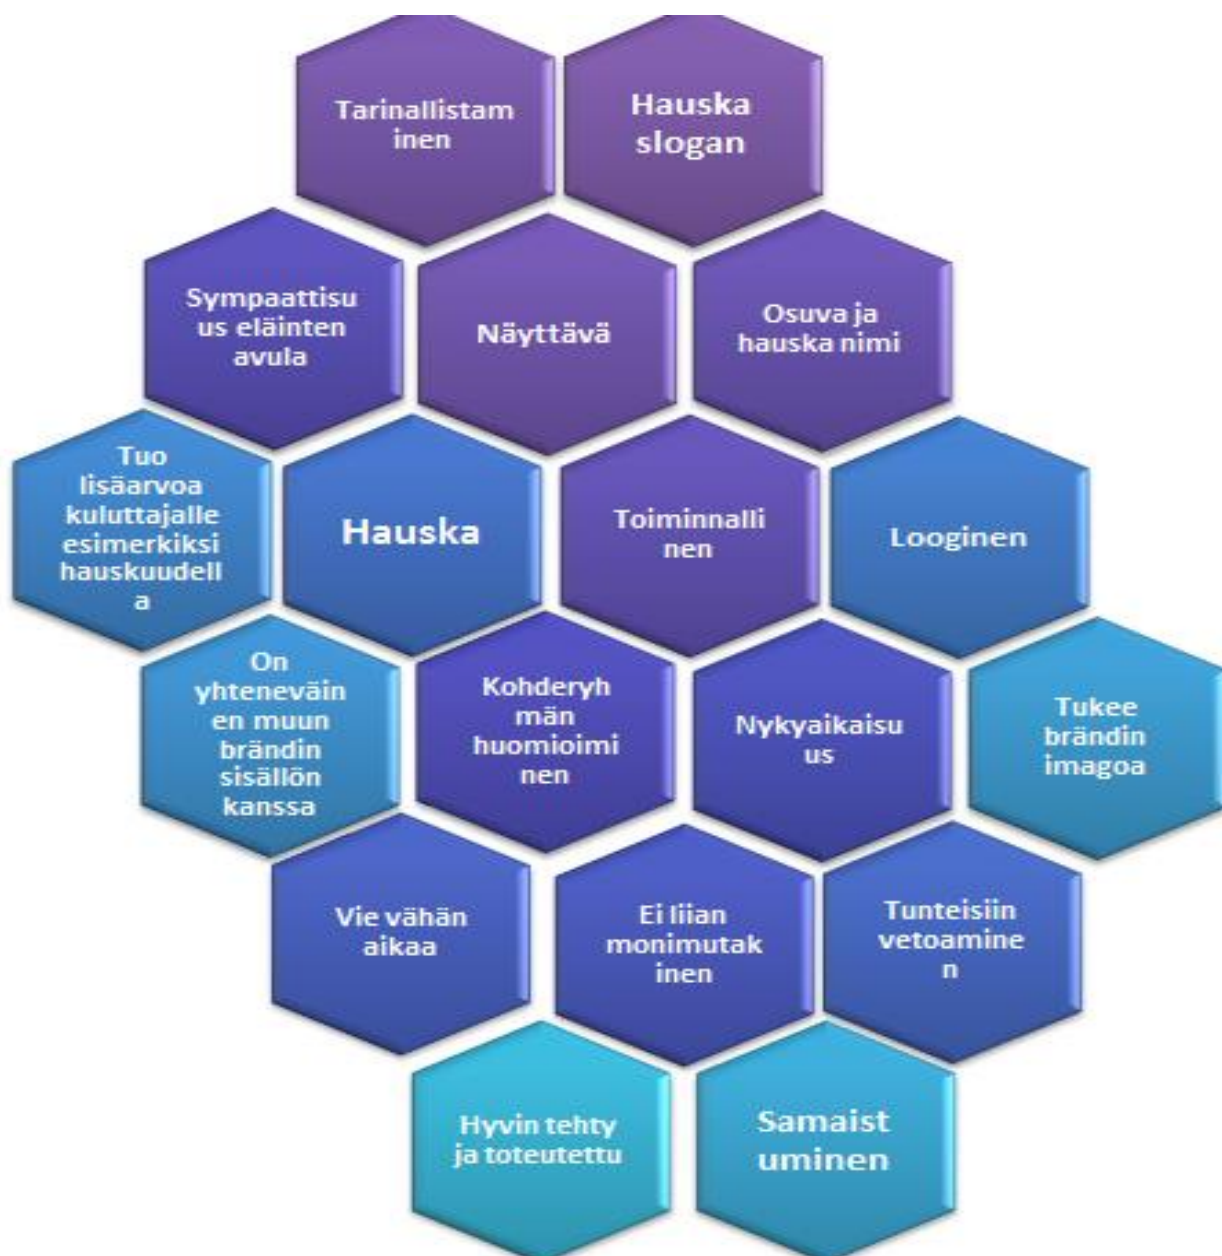 Tarinallistam
inen
Hauska
slogan
Sympaattisu
us eläinten
avula
Näyttävä
Osuva ja
hauska nimi
Tuo
lisäarvoa
kuluttajalle
esimerkiksi
hauskuudell
a
Hauska
Toiminnalli
nen
Looginen
On
yhteneväin
en muun
brändin
sisällön
kanssa
Kohderyh
män
huomioimi
nen
Nykyaikaisu
us
Tukee
brändin
imagoa
Vie vähän
aikaa
Ei liian
monimutak
inen
Tunteisiin
vetoamine
n
Hyvin tehty
ja toteutettu
Samaist
uminen